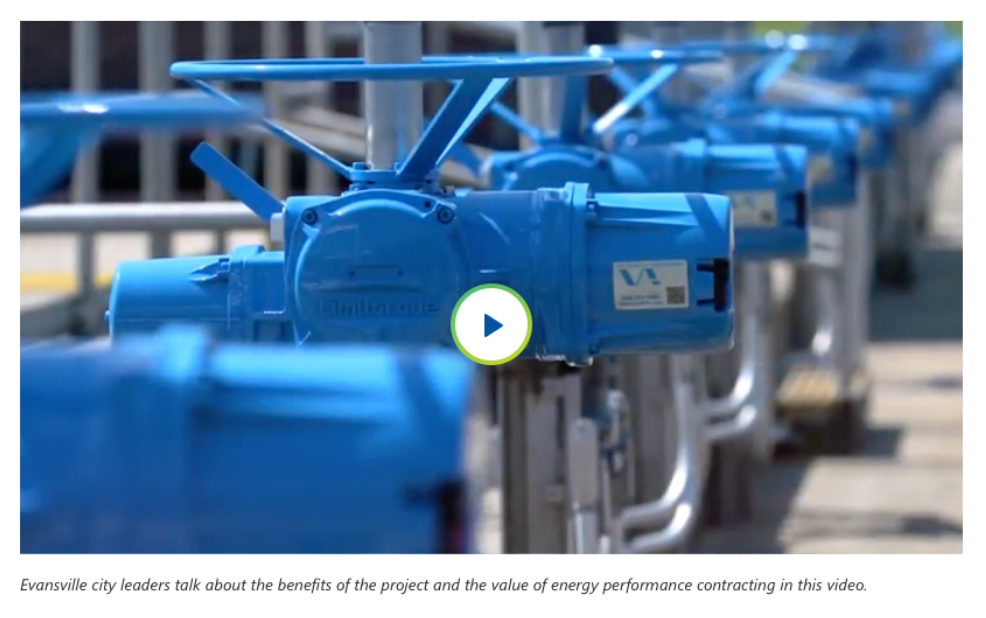 Limitorque
VA
Evansville city leaders talk about the benefits of the project and the value of energy performance contracting in this video.